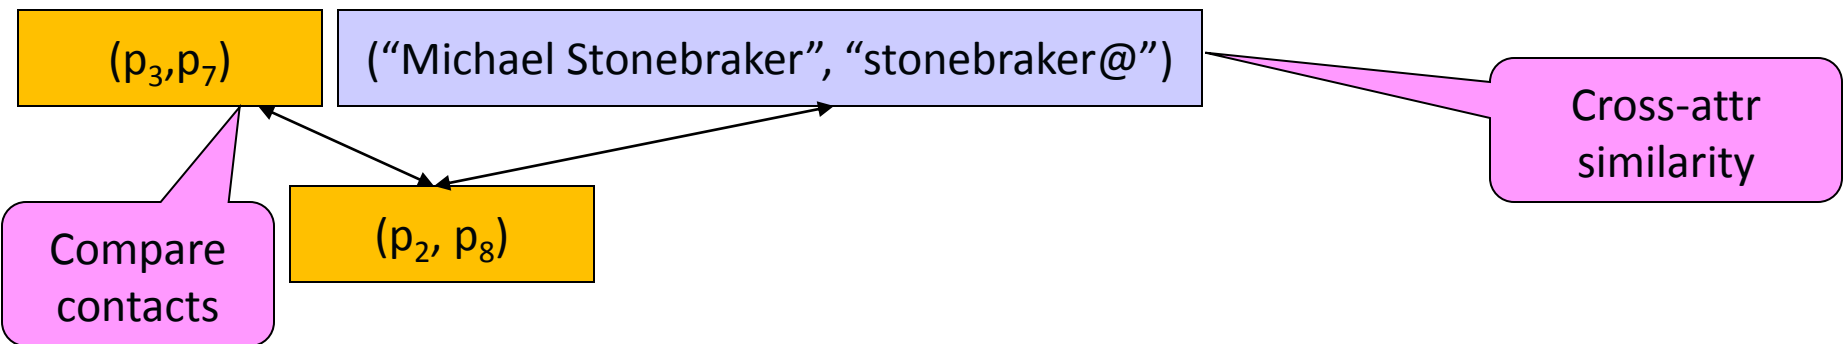 (p₃,p₇)
(“Michael Stonebraker”, “stonebraker@”)
Cross-attr
similarity
(p₂, p₈)
Compare
contacts